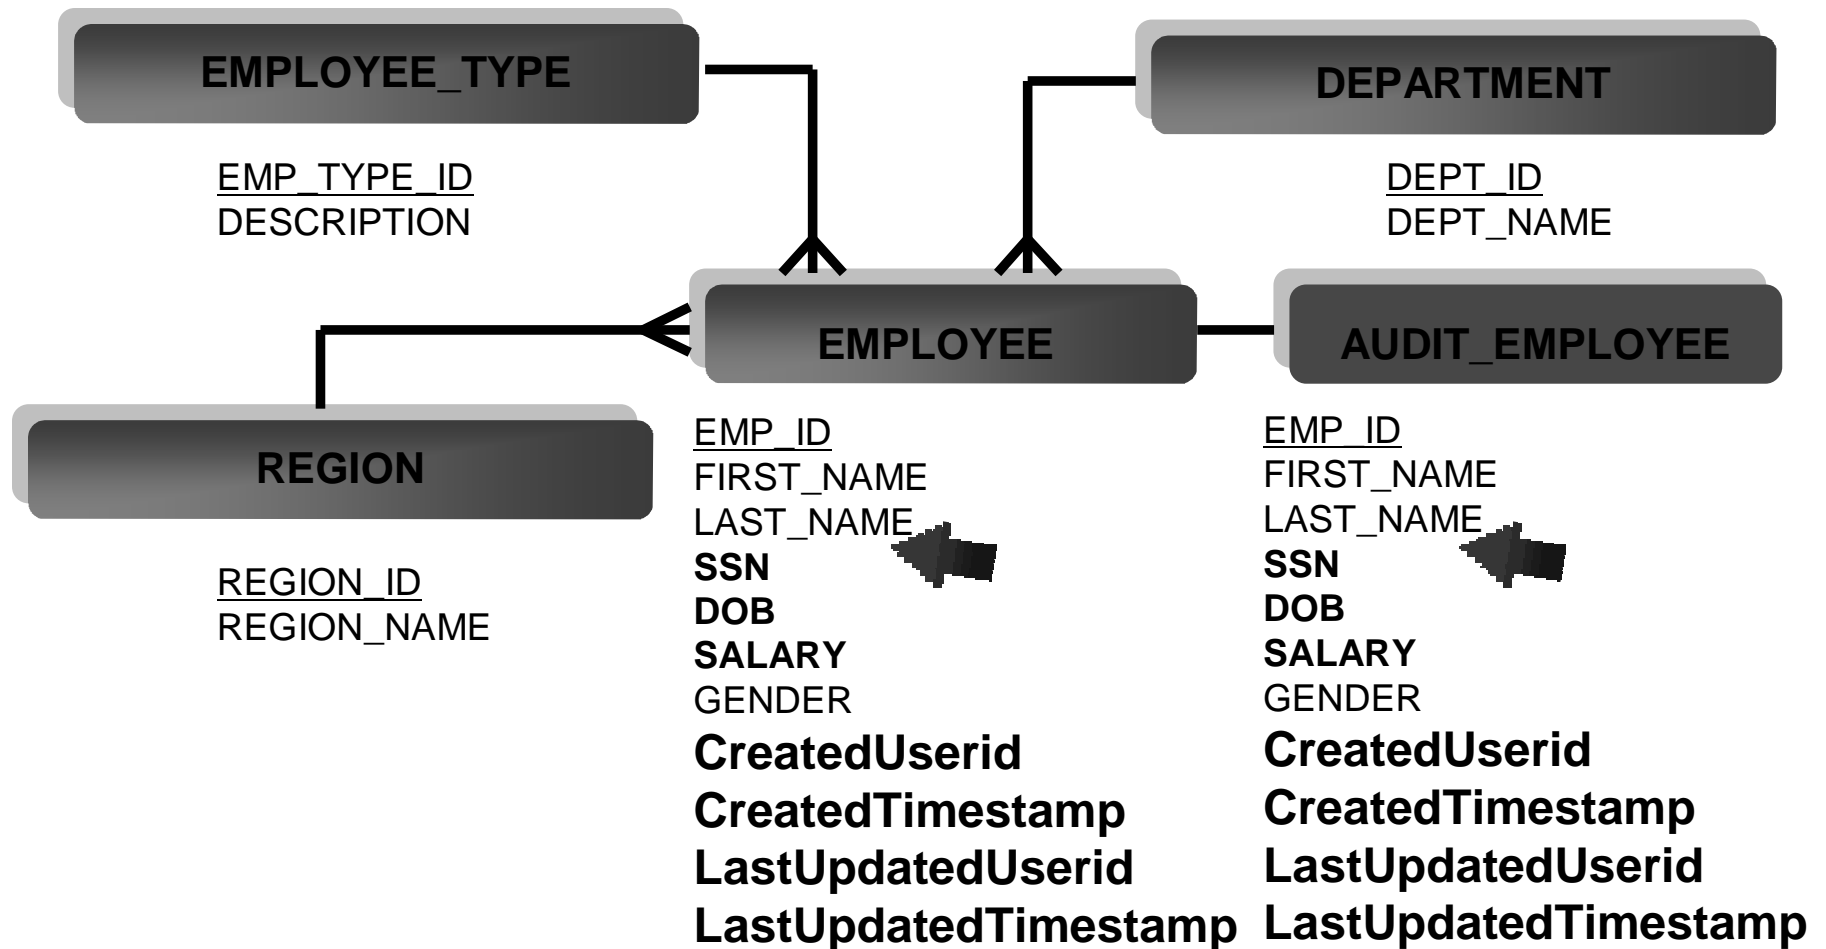 EMPLOYEE_TYPE
EMP_TYPE_ID
DESCRIPTION
DEPARTMENT
DEPT_ID
DEPT_NAME
REGION
REGION_ID
REGION_NAME
EMPLOYEE
EMP_ID
FIRST_NAME
LAST_NAME
SSN
DOB
SALARY
GENDER
CreatedUserid
CreatedTimestamp
LastUpdatedUserid
LastUpdatedTimestamp
AUDIT_EMPLOYEE
EMP_ID
FIRST_NAME
LAST_NAME
SSN
DOB
SALARY
GENDER
CreatedUserid
CreatedTimestamp
LastUpdatedUserid
LastUpdatedTimestamp